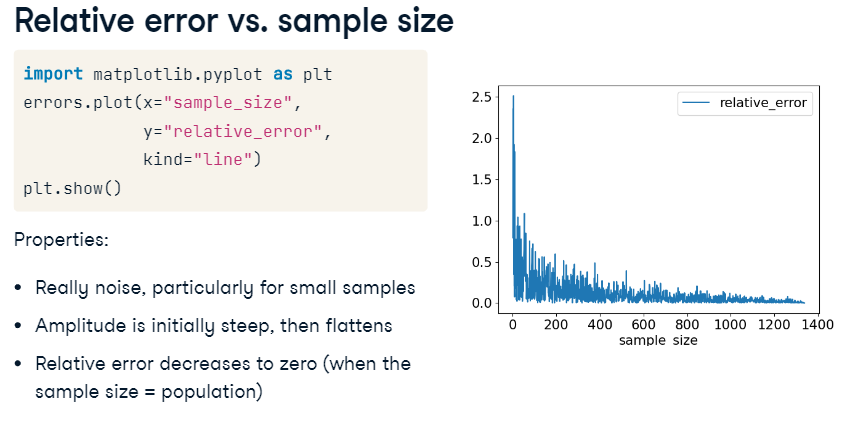 Relative error vs. sample size
import matplotlib.pyplot as plt
errors.plot(x="sample_size",
y="relative_error",
kind="line")
plt.show()
Properties:
• Really noise, particularly for small samples
• Amplitude is initially steep, then flattens
• Relative error decreases to zero (when the
sample size = population)
relative_error
2.5
2.0
1.5
1.0
0.5
0.0
0 200 400 600 800 1000 1200 1400
sample size